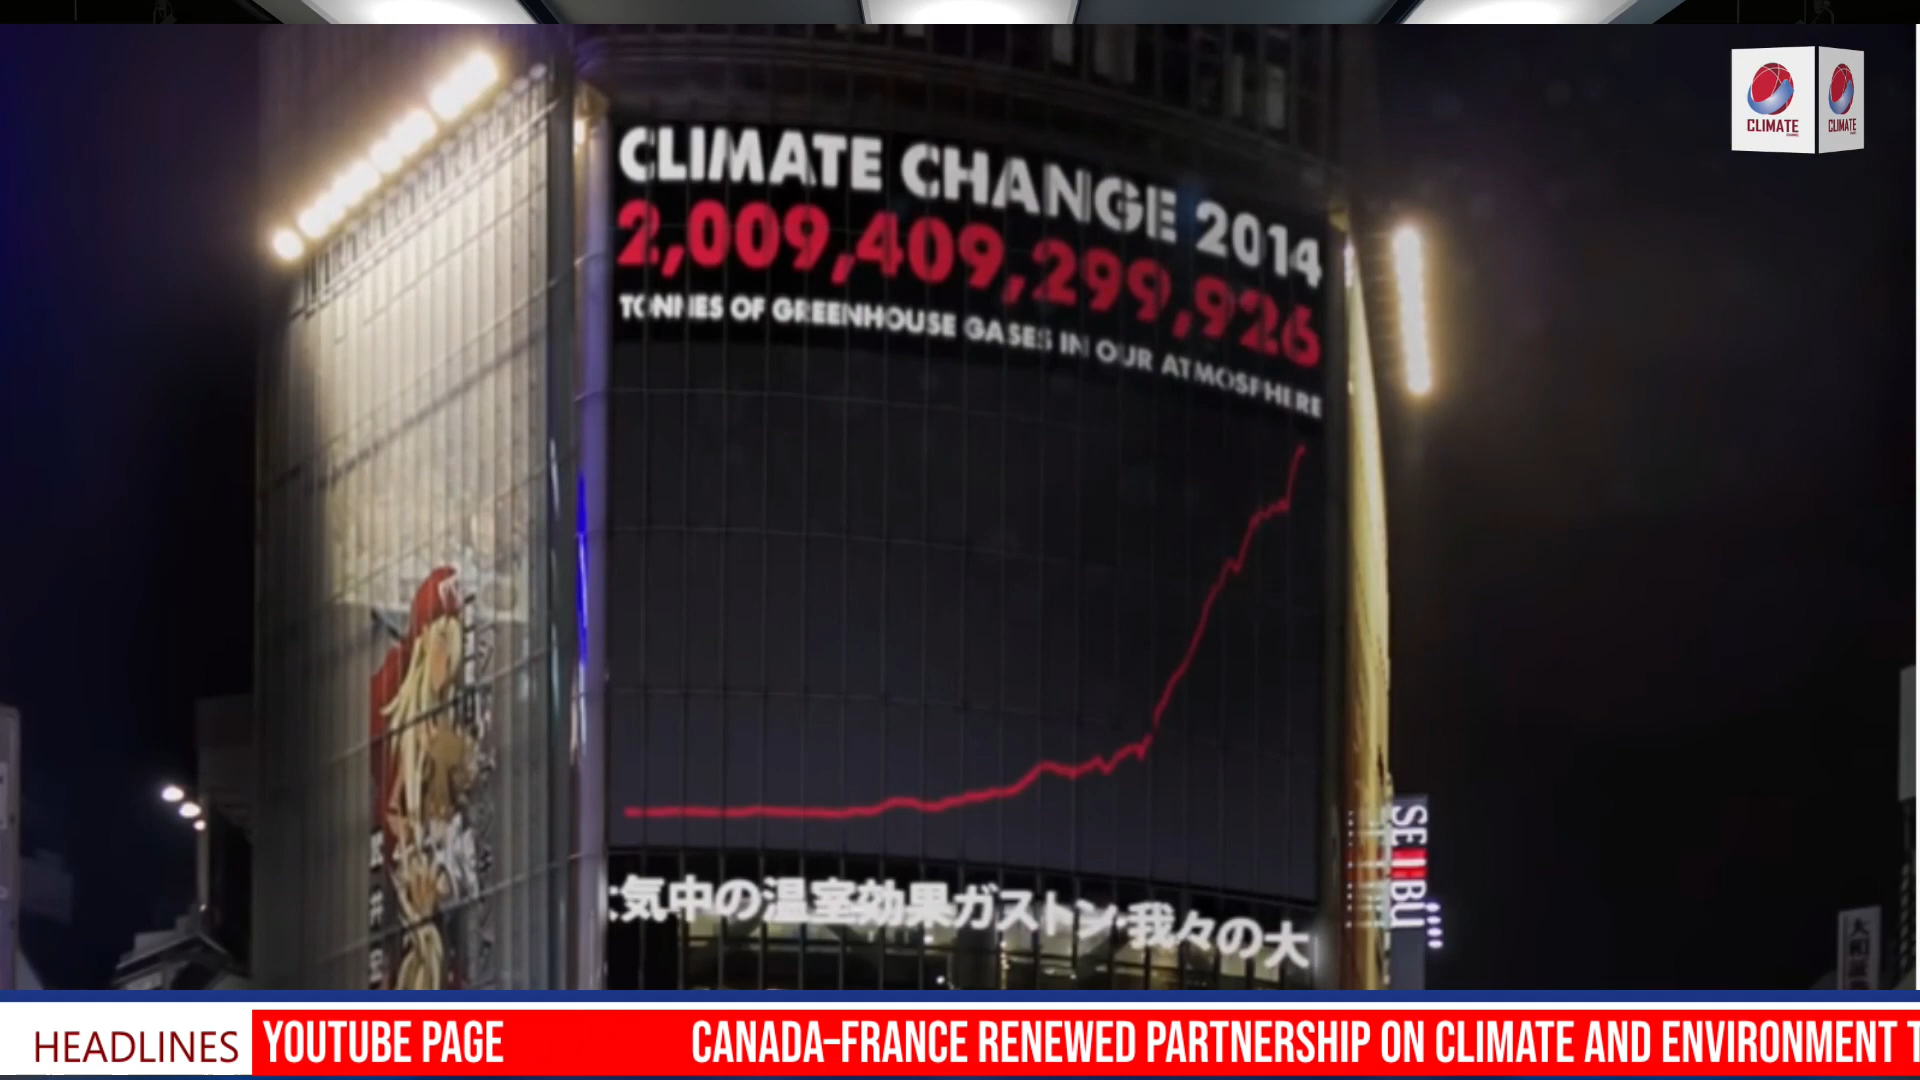 CLIMATE
CLIMATE
CLIMATE CHANGE 2014
2,009,409,299,926
TONNES OF GREENHOUSE GASES IN OUR ATMOSPHERE
気中の温室効果ガストン・我々の大
SEIBU
HEADLINES
YOUTUBE PAGE
CANADA–FRANCE RENEWED PARTNERSHIP ON CLIMATE AND ENVIRONMENT T